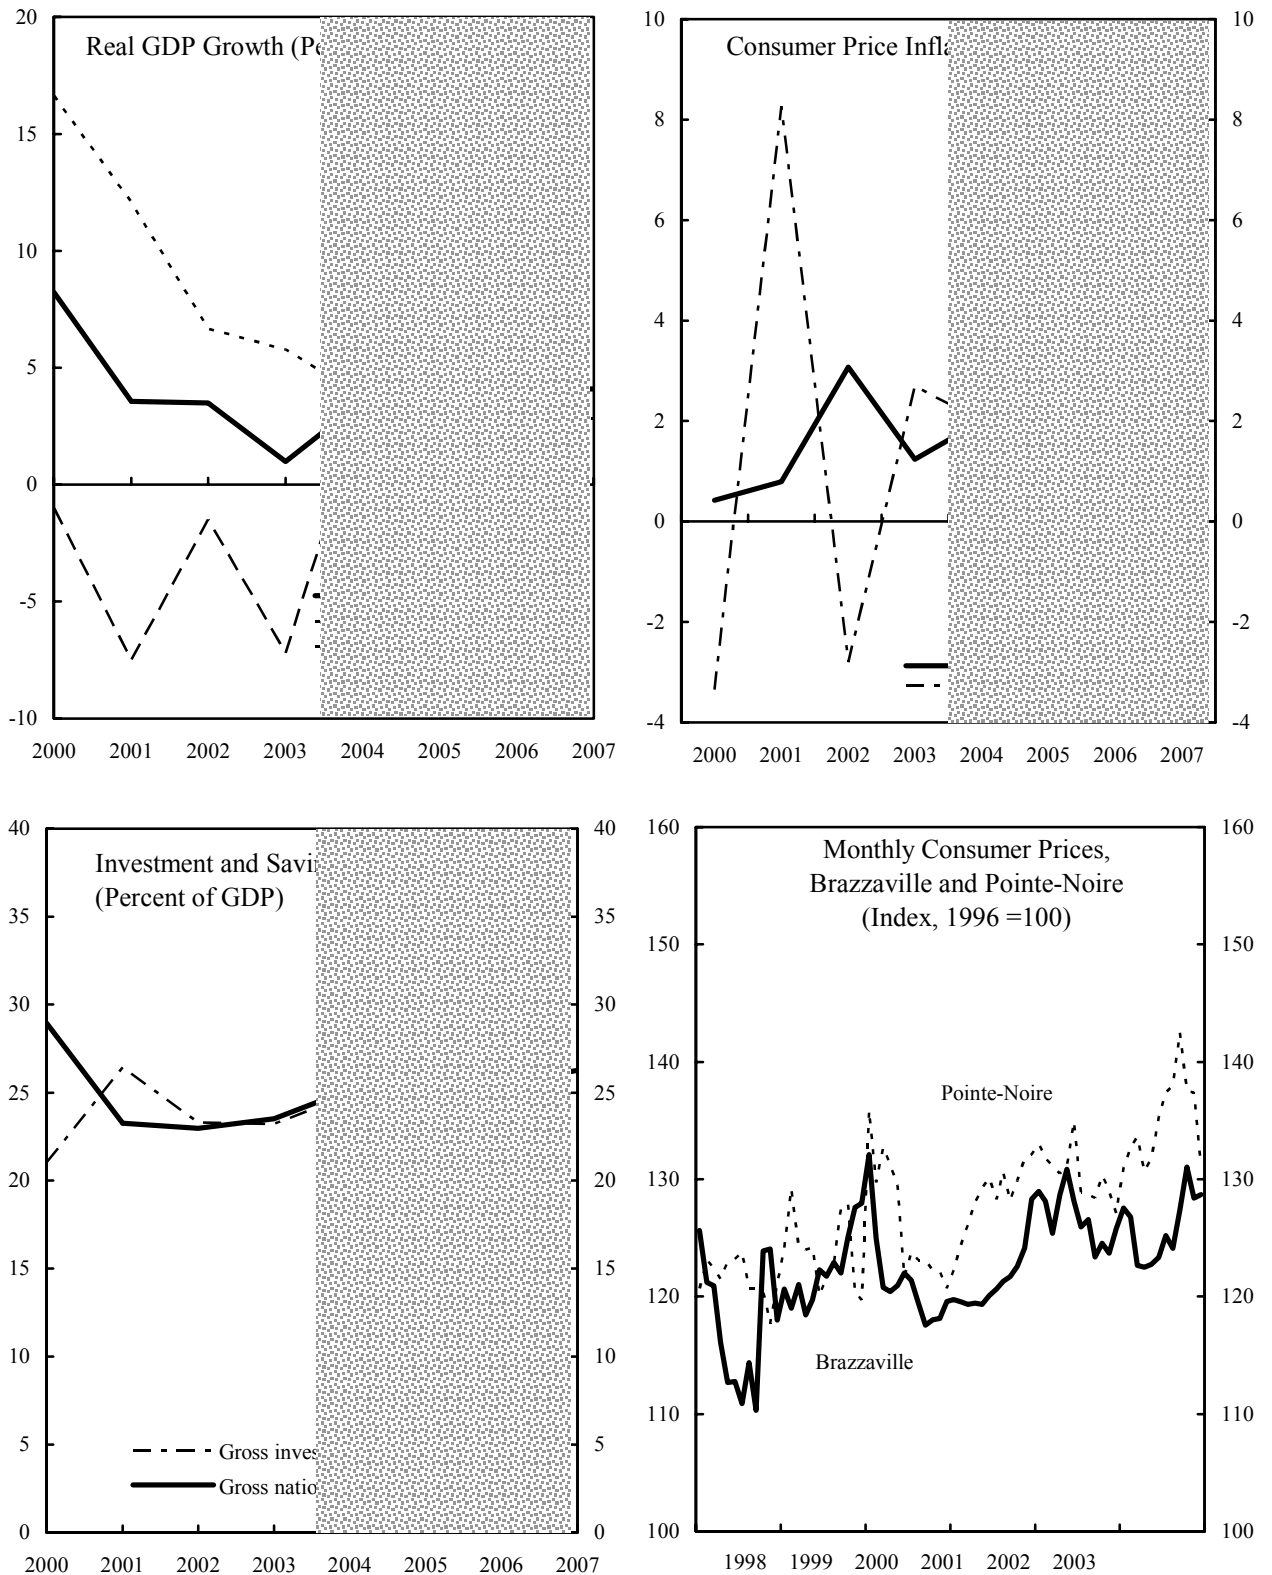 Real GDP Growth
20
15
10
5
0
-5
-10
2000 2001 2002 2003 2004 2005 2006 2007
Consumer Price
10 10
8 8
6 6
4 4
2 2
0 0
-2 -2
-4 -4
2000 2001 2002 2003 2004 2005 2006 2007
Investment and
(Percent of GDP)
40 40
35 35
30 30
25 25
20 20
15 15
10 10
5 5
0 0
Gross
Gross
2000 2001 2002 2003 2004 2005 2006 2007
Monthly Consumer Prices,
Brazzaville and Pointe-Noire
(Index, 1996 =100)
160 160
150 150
140 140
Pointe-Noire
130 130
120 120
Brazzaville
110 110
100 100
1998 1999 2000 2001 2002 2003